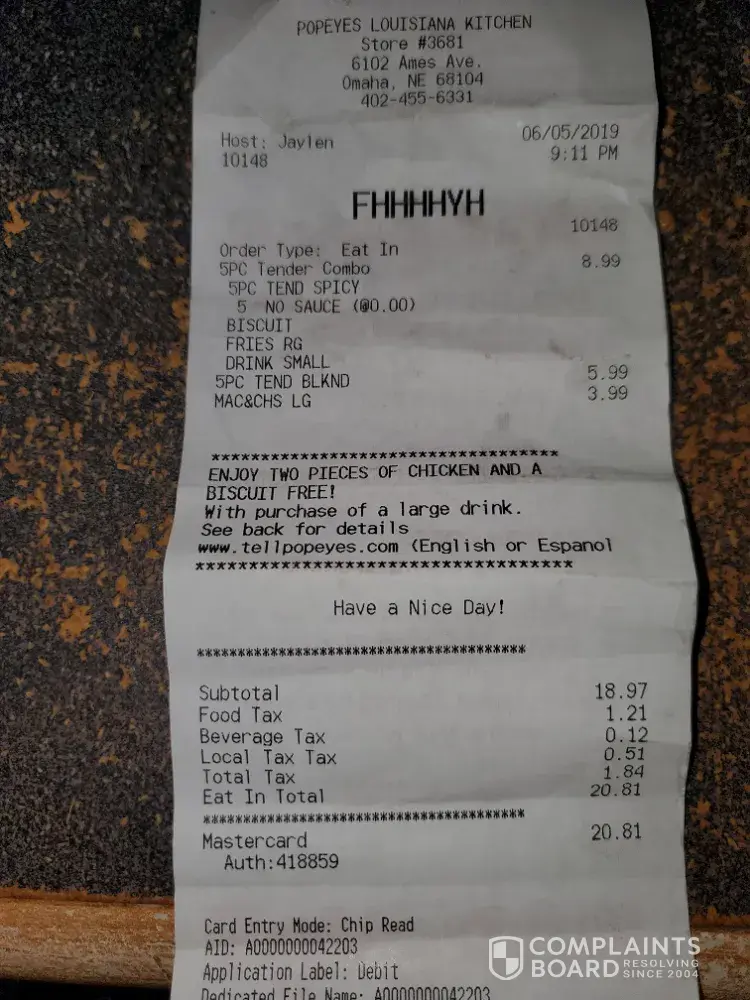 POPEYES LOUISIANA KITCHEN
Store #3681
6102 Ames Ave.
Omaha, NE 68104
402-455-6331
Host: Jaylen 06/05/2019
10148 9:11 PM
FHHHHYH
10148
Order Type: Eat In
5PC Tender Combo 8.99
5PC TEND SPICY
5 NO SAUCE (@0.00)
BISCUIT
FRIES RG
DRINK SMALL
5PC TEND BLKND 5.99
MAC&CHS LG 3.99
***********************************
ENJOY TWO PIECES OF CHICKEN AND A
BISCUIT FREE!
With purchase of a large drink.
See back for details
www.tellpopeyes.com (English or Espanol
***********************************
Have a Nice Day!
***************************************
Subtotal 18.97
Food Tax 1.21
Beverage Tax 0.12
Local Tax Tax 0.51
Total Tax 1.84
Eat In Total 20.81
***************************************
Mastercard 20.81
Auth:418859
Card Entry Mode: Chip Read
AID: A0000000042203
Application Label: Debit
Dedicated File Name: A0000000042203
COMPLAINTS
BOARD RESOLVING SINCE 2004